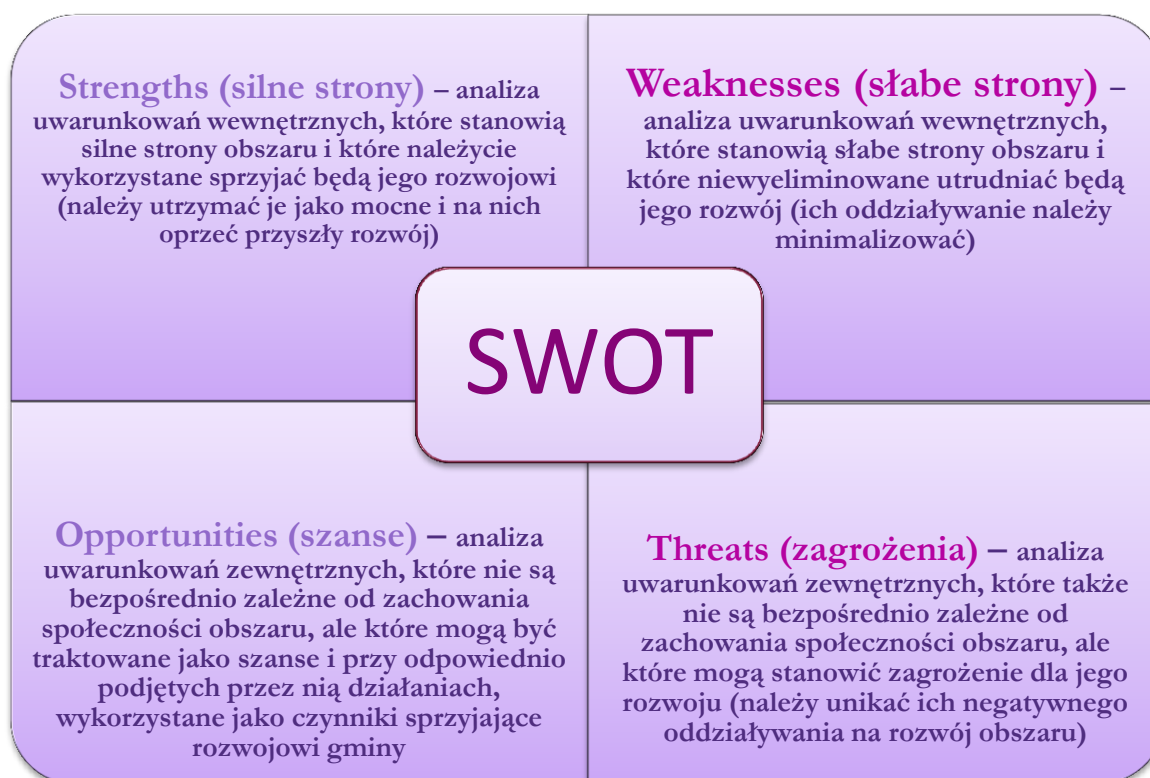 Strengths (silne strony) – analiza
uwarunkowań wewnętrznych, które stanowią
silne strony obszaru i które należycie
wykorzystane sprzyjać będą jego rozwojowi
(należy utrzymać je jako mocne i na nich
oprzeć przyszły rozwój)
Weaknesses (słabe strony) –
analiza uwarunkowań wewnętrznych,
które stanowią słabe strony obszaru i
które niewyeliminowane utrudniać będą
jego rozwój (ich oddziaływanie należy
minimalizować)
SWOT
Opportunities (szanse) – analiza
uwarunkowań zewnętrznych, które nie są
bezpośrednio zależne od zachowania
społeczności obszaru, ale które mogą być
traktowane jako szanse i przy odpowiednio
podjętych przez nią działaniach,
wykorzystane jako czynniki sprzyjające
rozwojowi gminy
Threats (zagrożenia) – analiza
uwarunkowań zewnętrznych, które także
nie są bezpośrednio zależne od
zachowania społeczności obszaru, ale
które mogą stanowić zagrożenie dla jego
rozwoju (należy unikać ich negatywnego
oddziaływania na rozwój obszaru)